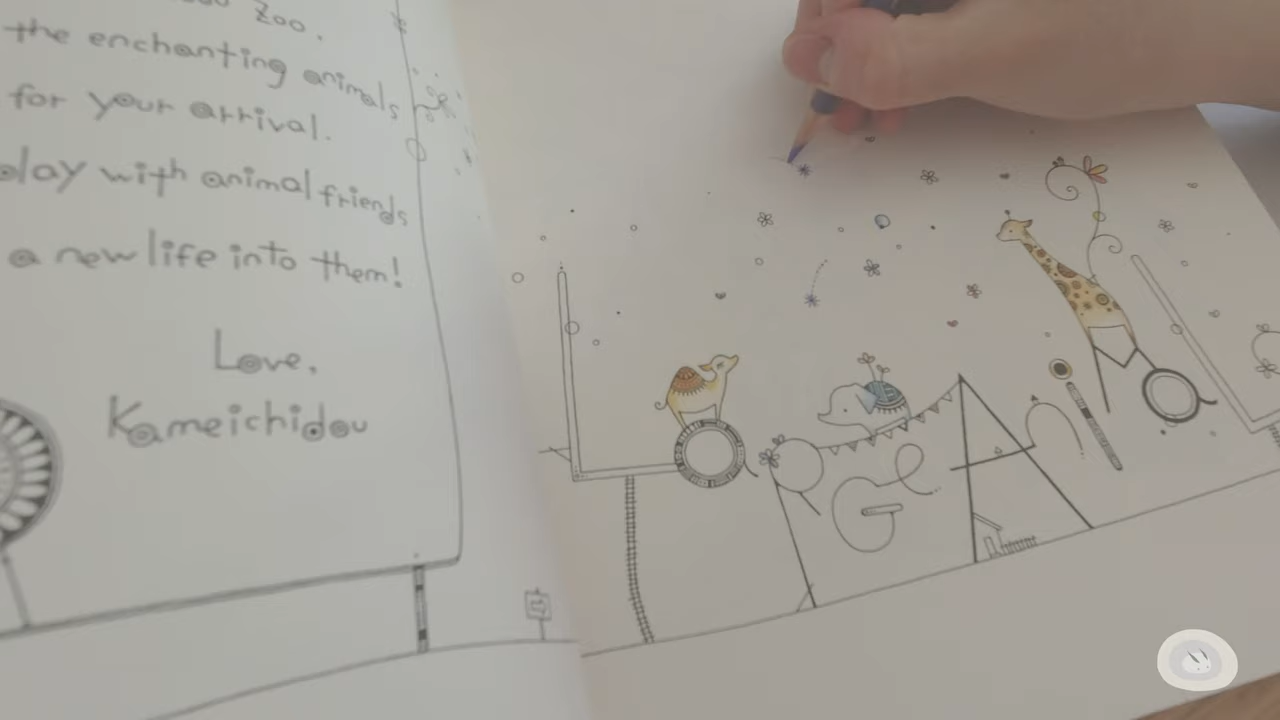 Zoo.
the enchanting animals
for your arrival.
play with animal friends
a new life into them!
Love,
Kameichidou